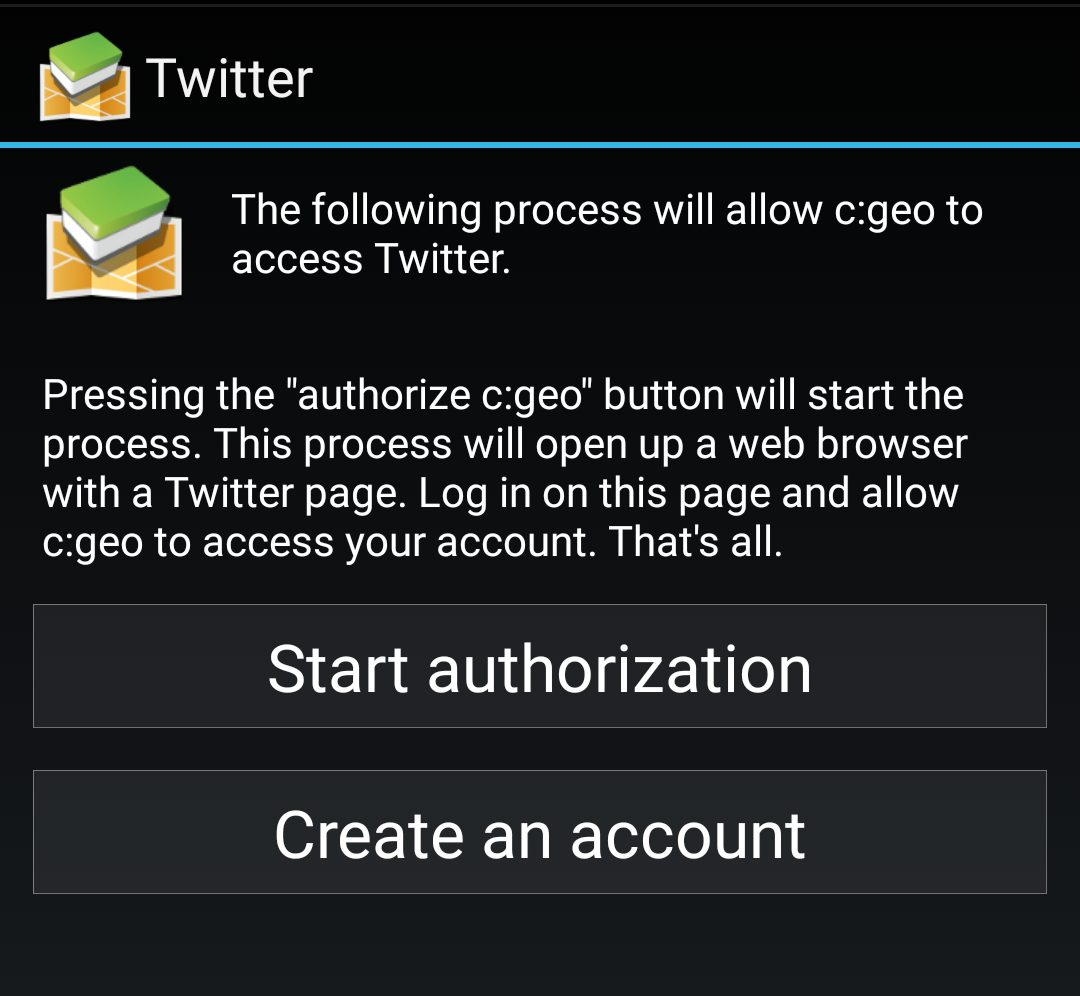 Twitter
The following process will allow c:geo to
access Twitter.
Pressing the "authorize c:geo" button will start the
process. This process will open up a web browser
with a Twitter page. Log in on this page and allow
c:geo to access your account. That's all.
Start authorization
Create an account